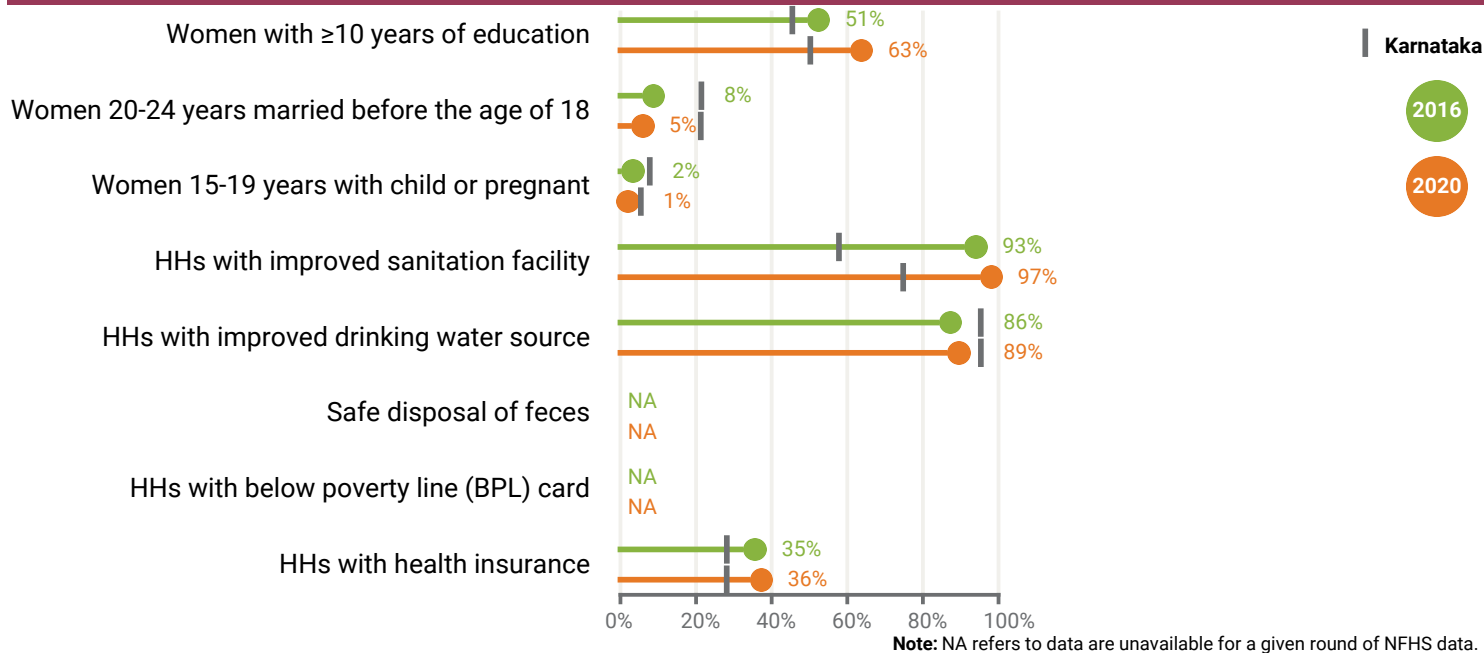 Women with ≥10 years of education
51%
63%
Women 20-24 years married before the age of 18
8%
5%
Women 15-19 years with child or pregnant
2%
1%
HHs with improved sanitation facility
93%
97%
HHs with improved drinking water source
86%
89%
Safe disposal of feces
NA
NA
HHs with below poverty line (BPL) card
NA
NA
HHs with health insurance
35%
36%
0% 20% 40% 60% 80% 100%
Karnataka
2016
2020
Note: NA refers to data are unavailable for a given round of NFHS data.